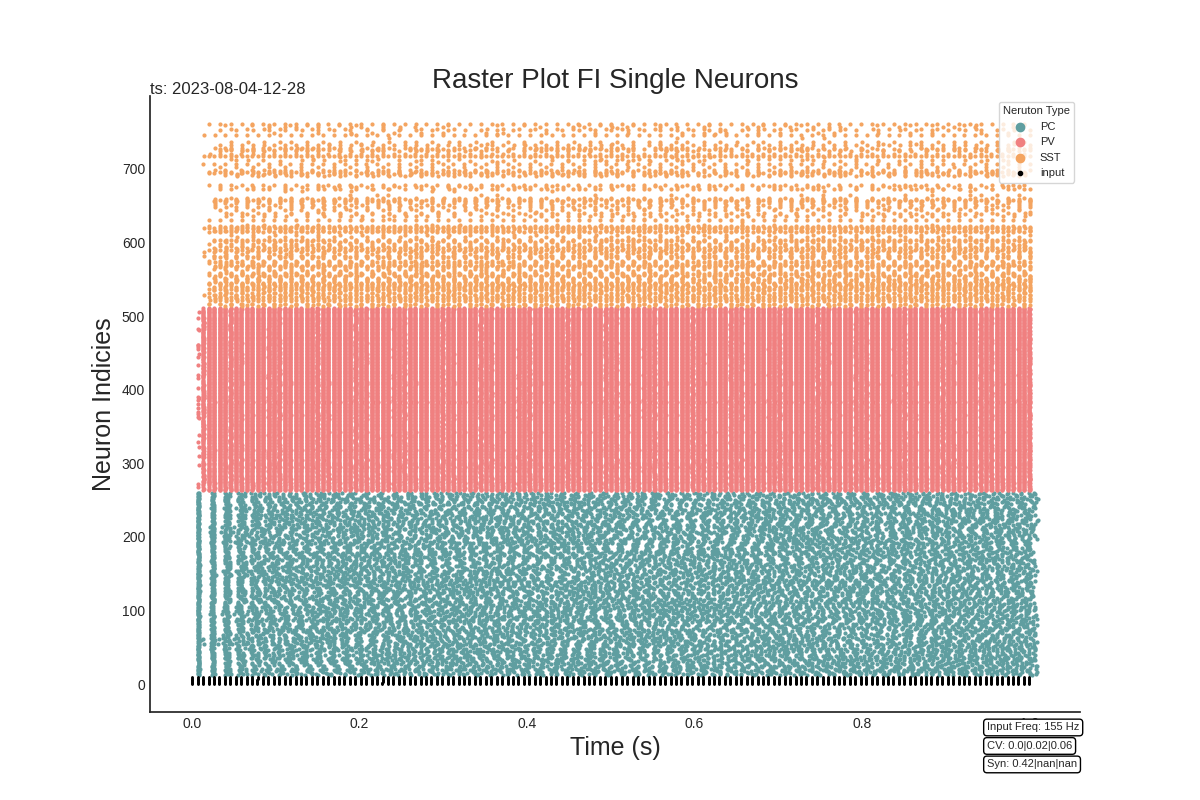 Raster Plot FI Single Neurons
ts: 2023-08-04-12-28
Neruton Type
PC
PV
SST
input
700
600
500
400
300
200
100
0
Neuron Indicies
0.0 0.2 0.4 0.6 0.8
Time (s)
Input Freq: 155 Hz
CV: 0.0|0.02|0.06
Syn: 0.42|nan|nan